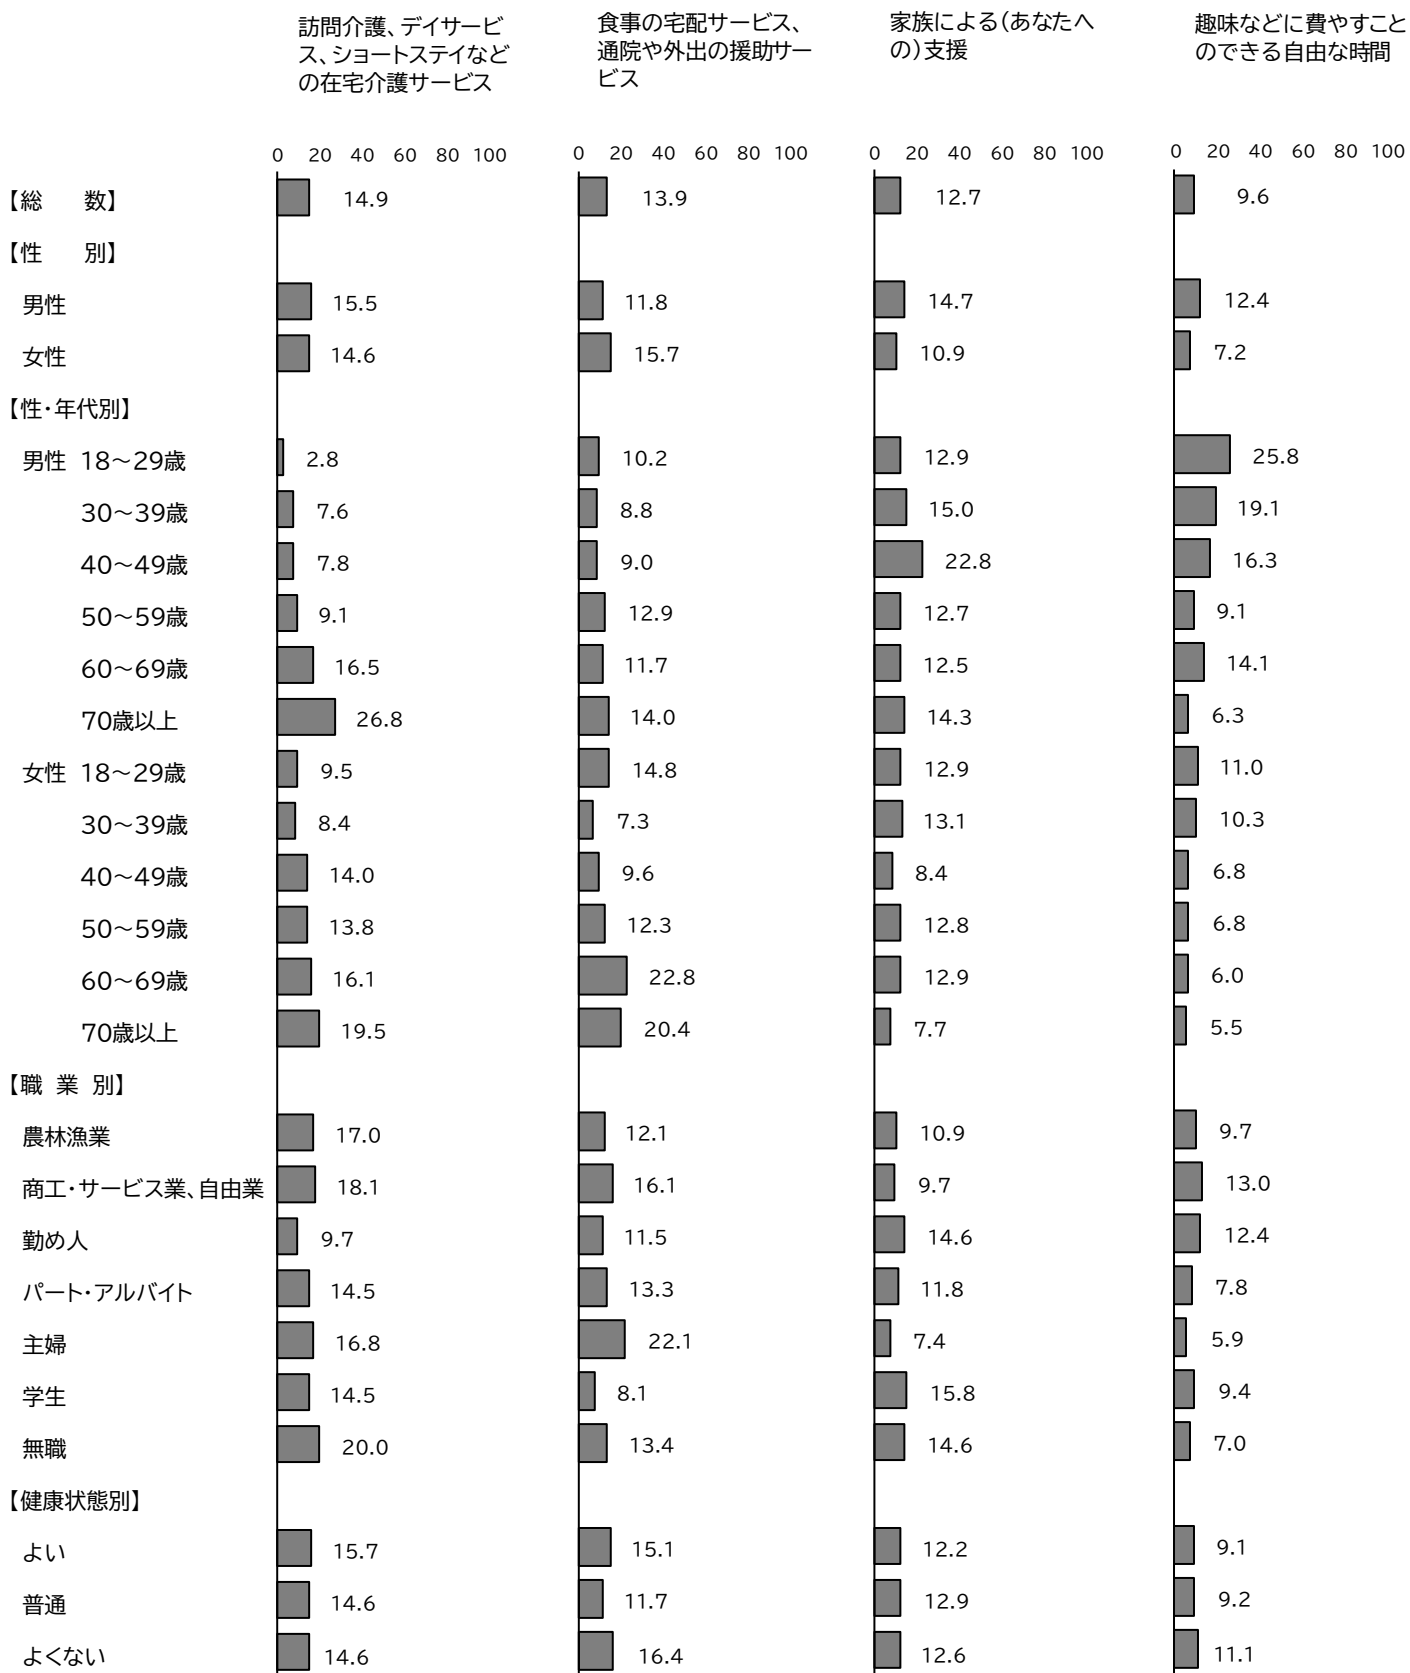 訪問介護、デイサービ
ス、ショートステイなど
の在宅介護サービス
食事の宅配サービス、
通院や外出の援助サー
ビス
家族による(あなたへ
の)支援
趣味などに費やすこと
のできる自由な時間
0 20 40 60 80 100 0 20 40 60 80 100 0 20 40 60 80 100 0 20 40 60 80 100
【総　数】 14.9 13.9 12.7 9.6
【性　別】
男性 15.5 11.8 14.7 12.4
女性 14.6 15.7 10.9 7.2
【性・年代別】
男性 18～29歳 2.8 10.2 12.9 25.8
30～39歳 7.6 8.8 15.0 19.1
40～49歳 7.8 9.0 22.8 16.3
50～59歳 9.1 12.9 12.7 9.1
60～69歳 16.5 11.7 12.5 14.1
70歳以上 26.8 14.0 14.3 6.3
女性 18～29歳 9.5 14.8 12.9 11.0
30～39歳 8.4 7.3 13.1 10.3
40～49歳 14.0 9.6 8.4 6.8
50～59歳 13.8 12.3 12.8 6.8
60～69歳 16.1 22.8 12.9 6.0
70歳以上 19.5 20.4 7.7 5.5
【職 業 別】
農林漁業 17.0 12.1 10.9 9.7
商工・サービス業、自由業 18.1 16.1 9.7 13.0
勤め人 9.7 11.5 14.6 12.4
パート・アルバイト 14.5 13.3 11.8 7.8
主婦 16.8 22.1 7.4 5.9
学生 14.5 8.1 15.8 9.4
無職 20.0 13.4 14.6 7.0
【健康状態別】
よい 15.7 15.1 12.2 9.1
普通 14.6 11.7 12.9 9.2
よくない 14.6 16.4 12.6 11.1